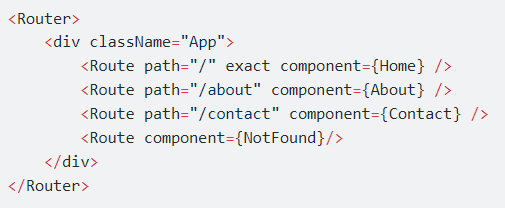 <Router>
    <div className="App">
        <Route path="/" exact component={Home} />
        <Route path="/about" component={About} />
        <Route path="/contact" component={Contact} />
        <Route component={NotFound}/>
    </div>
</Router>